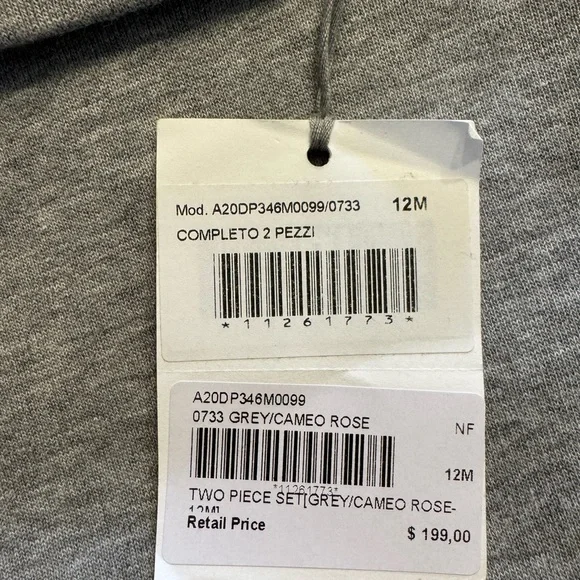 Mod. A20DP346M0099/0733 12M
COMPLETO 2 PEZZI
*11261773*
A20DP346M0099
0733 GREY/CAMEO ROSE NF
12M
*11261773*
TWO PIECE SET[GREY/CAMEO ROSE-
12M]
Retail Price $ 199,00